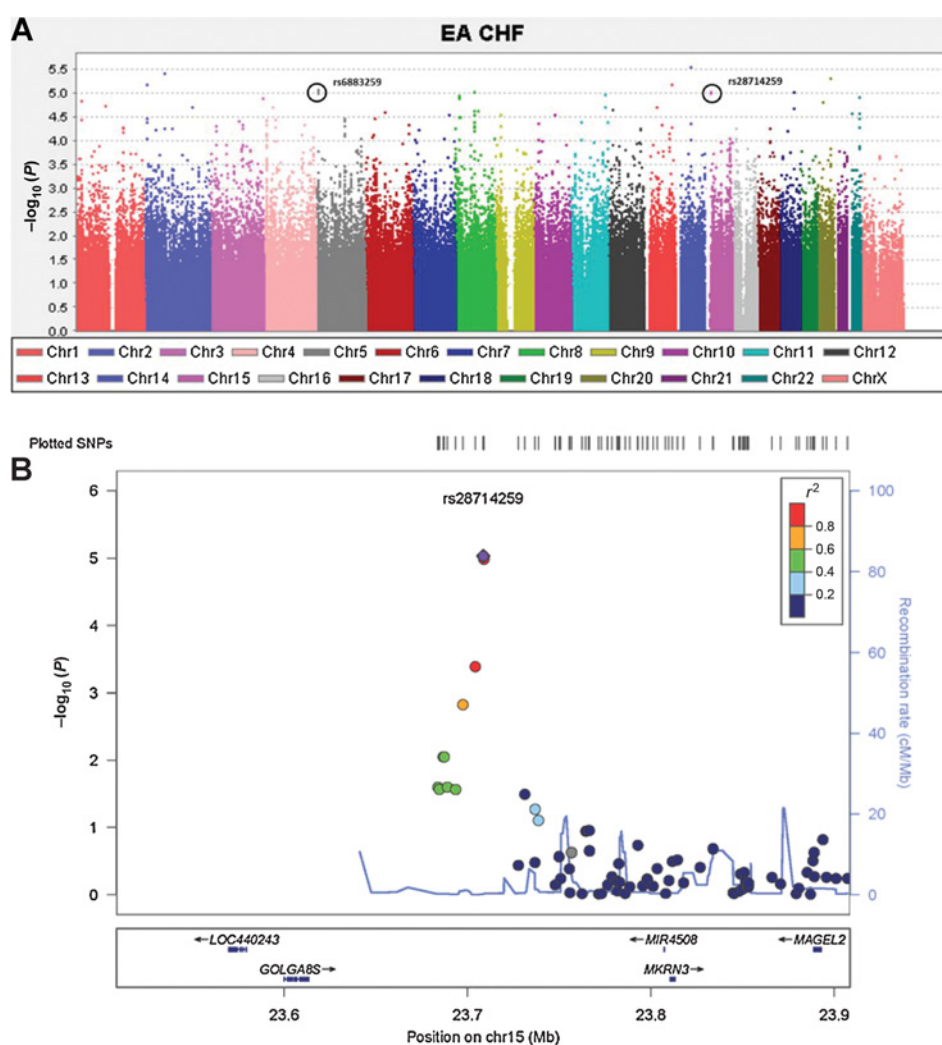 A
EA CHF
–log10 (P)
5.5
5.0
4.5
4.0
3.5
3.0
2.5
2.0
1.5
1.0
0.5
0.0
rs6883259
rs28714259
Chr1 Chr2 Chr3 Chr4 Chr5 Chr6 Chr7 Chr8 Chr9 Chr10 Chr11 Chr12
Chr13 Chr14 Chr15 Chr16 Chr17 Chr18 Chr19 Chr20 Chr21 Chr22 ChrX
Plotted SNPs
B
rs28714259
–log10 (P)
6
5
4
3
2
1
0
r2
0.8
0.6
0.4
0.2
100
80
60
40
20
0
Recombination rate (cM/Mb)
←LOC440243
←MIR4508
←MAGEL2
GOLGA8S→
MKRN3→
23.6 23.7 23.8 23.9
Position on chr15 (Mb)